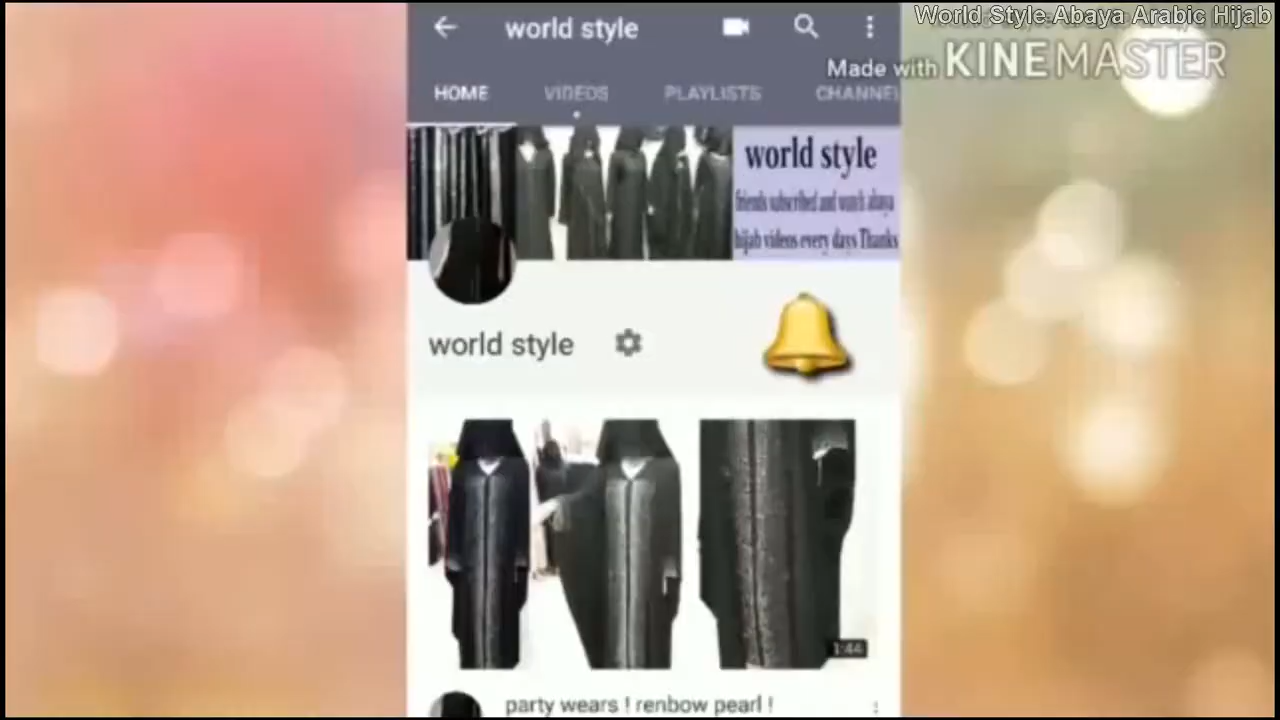 World Style Abaya Arabic Hijab
world style
Made with KINEMASTER
HOME VIDEOS PLAYLISTS CHANNEL
world style
friends subscribed and watch abaya
hijab videos every days Thanks
world style
1:44
party wears ! renbow pearl !